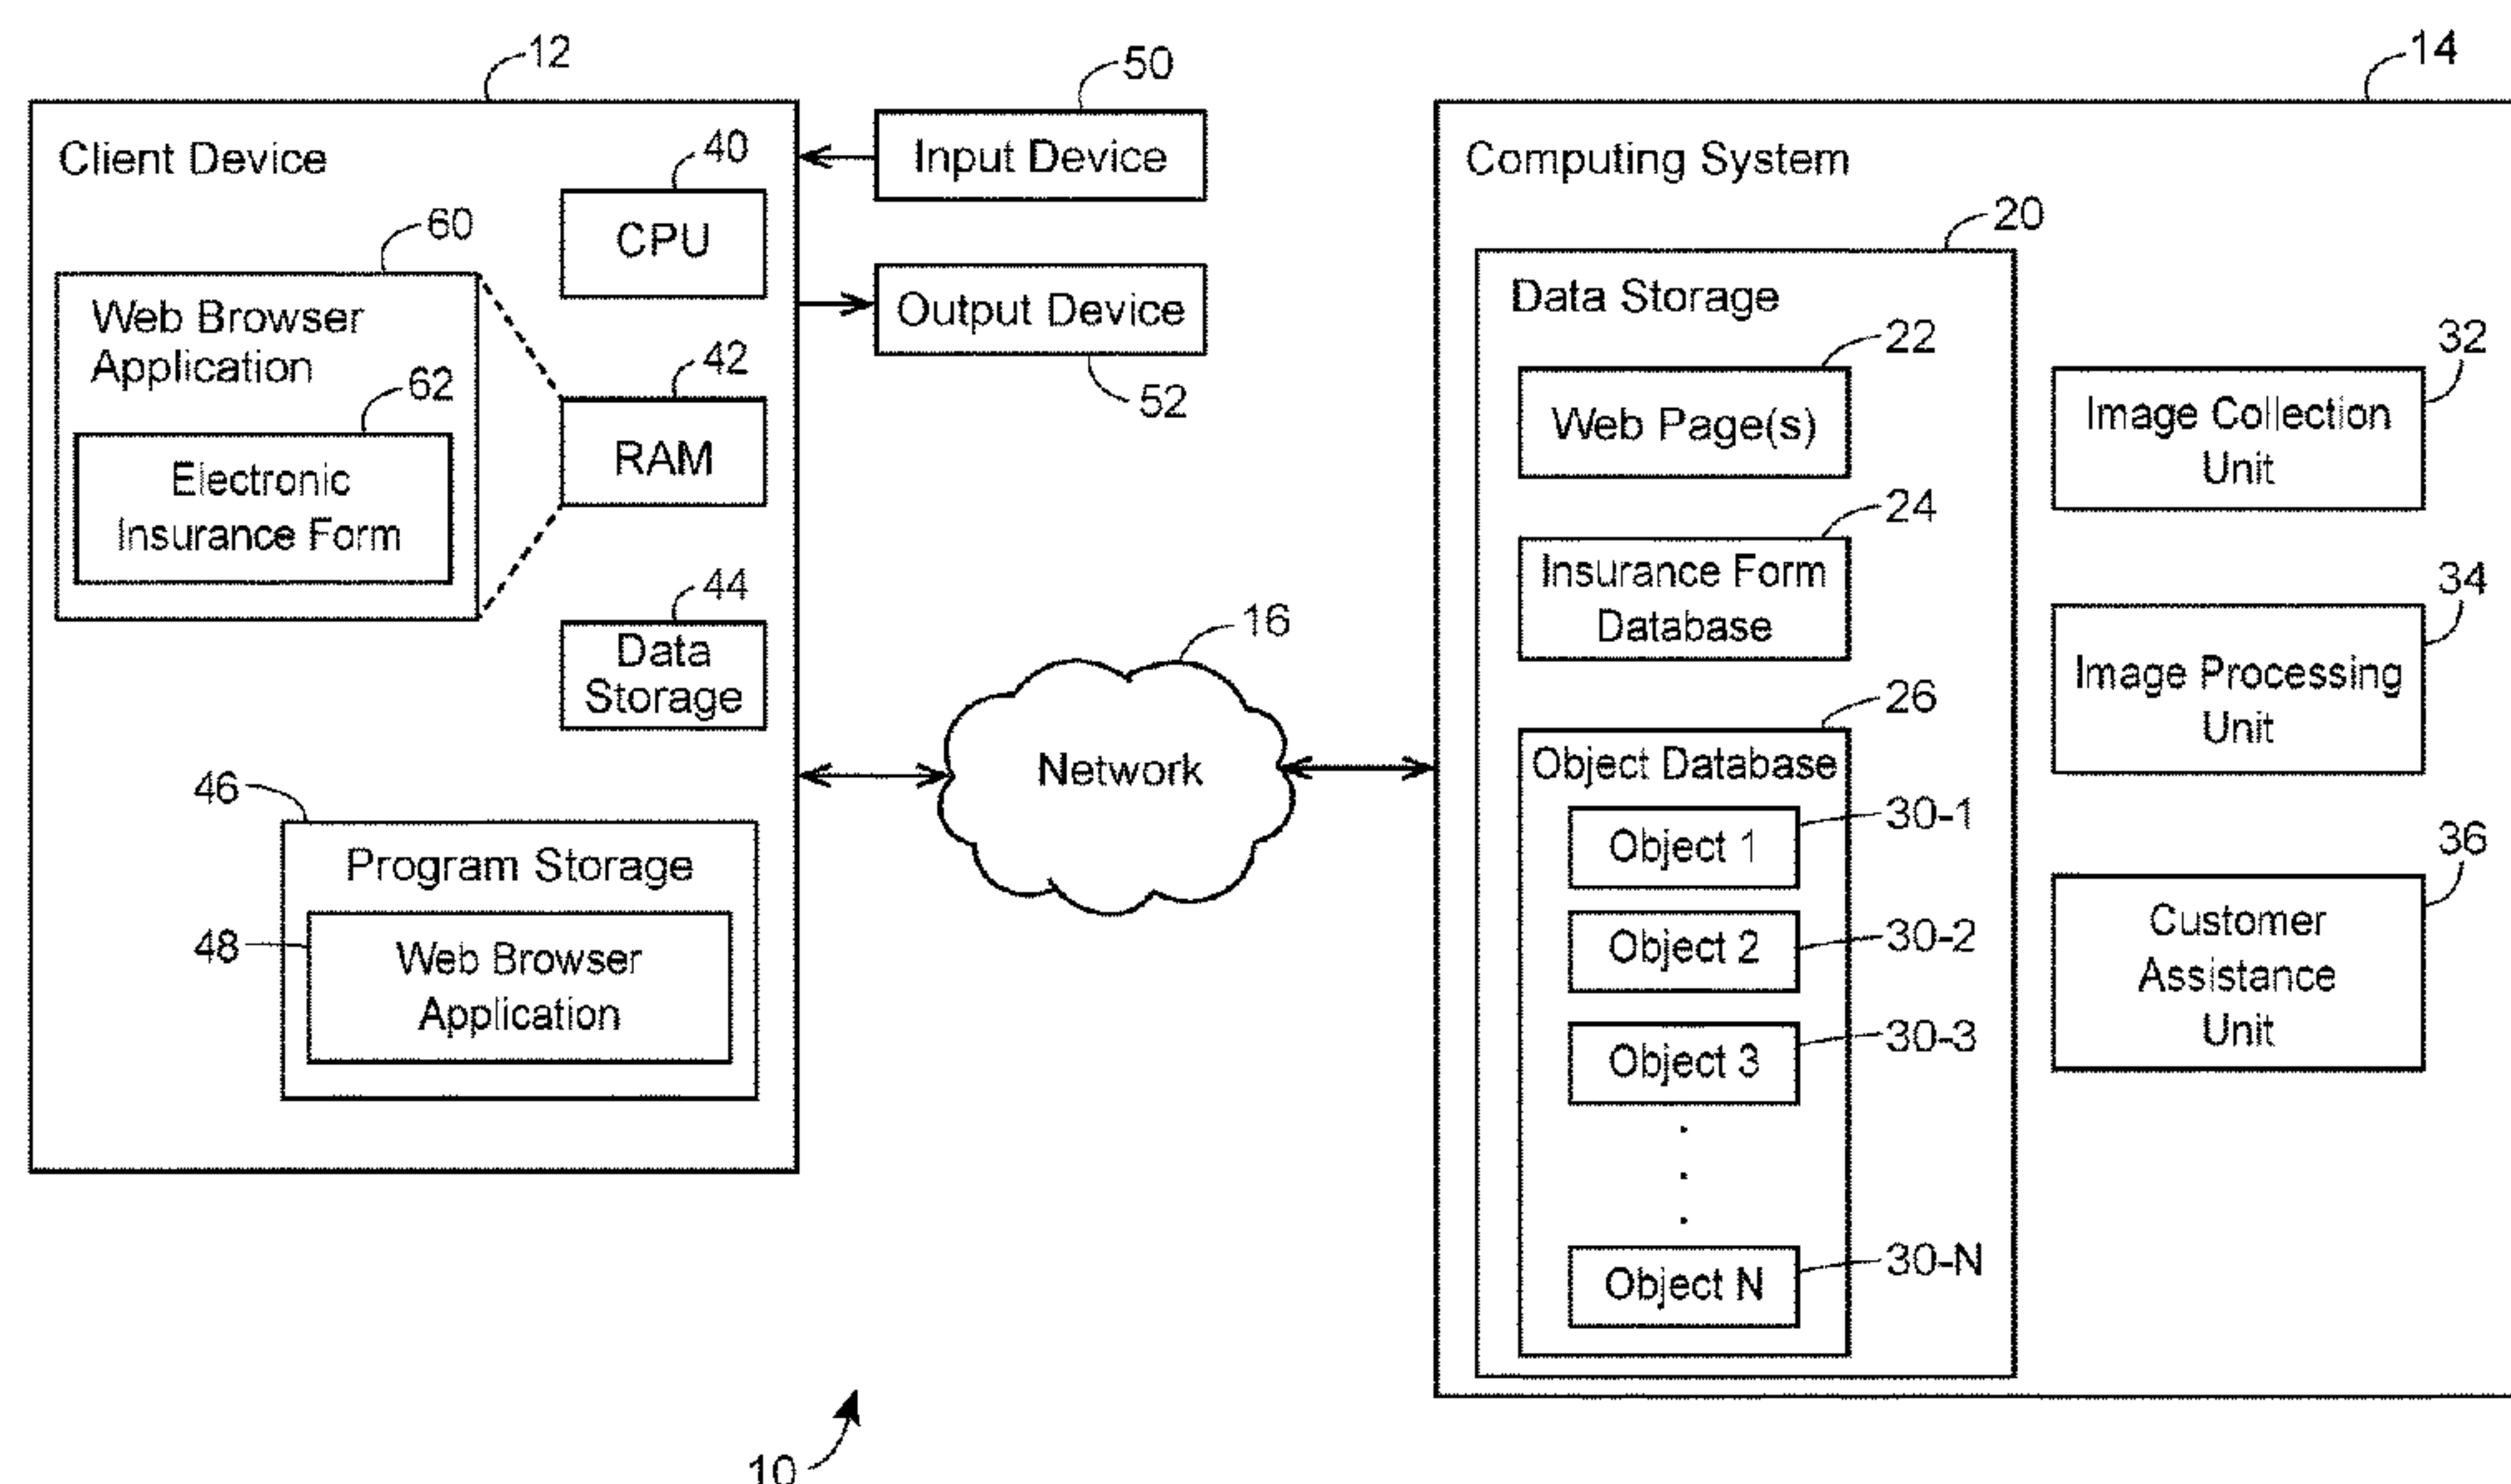 12
Client Device
40
CPU
60
Web Browser
Application
62
Electronic
Insurance Form
42
RAM
44
Data
Storage
46
Program Storage
48
Web Browser
Application
50
Input Device
Output Device
52
16
Network
14
Computing System
20
Data Storage
22
Web Page(s)
24
Insurance Form
Database
26
Object Database
Object 1
30-1
Object 2
30-2
Object 3
30-3
.
.
.
Object N
30-N
32
Image Collection
Unit
34
Image Processing
Unit
36
Customer
Assistance
Unit
10